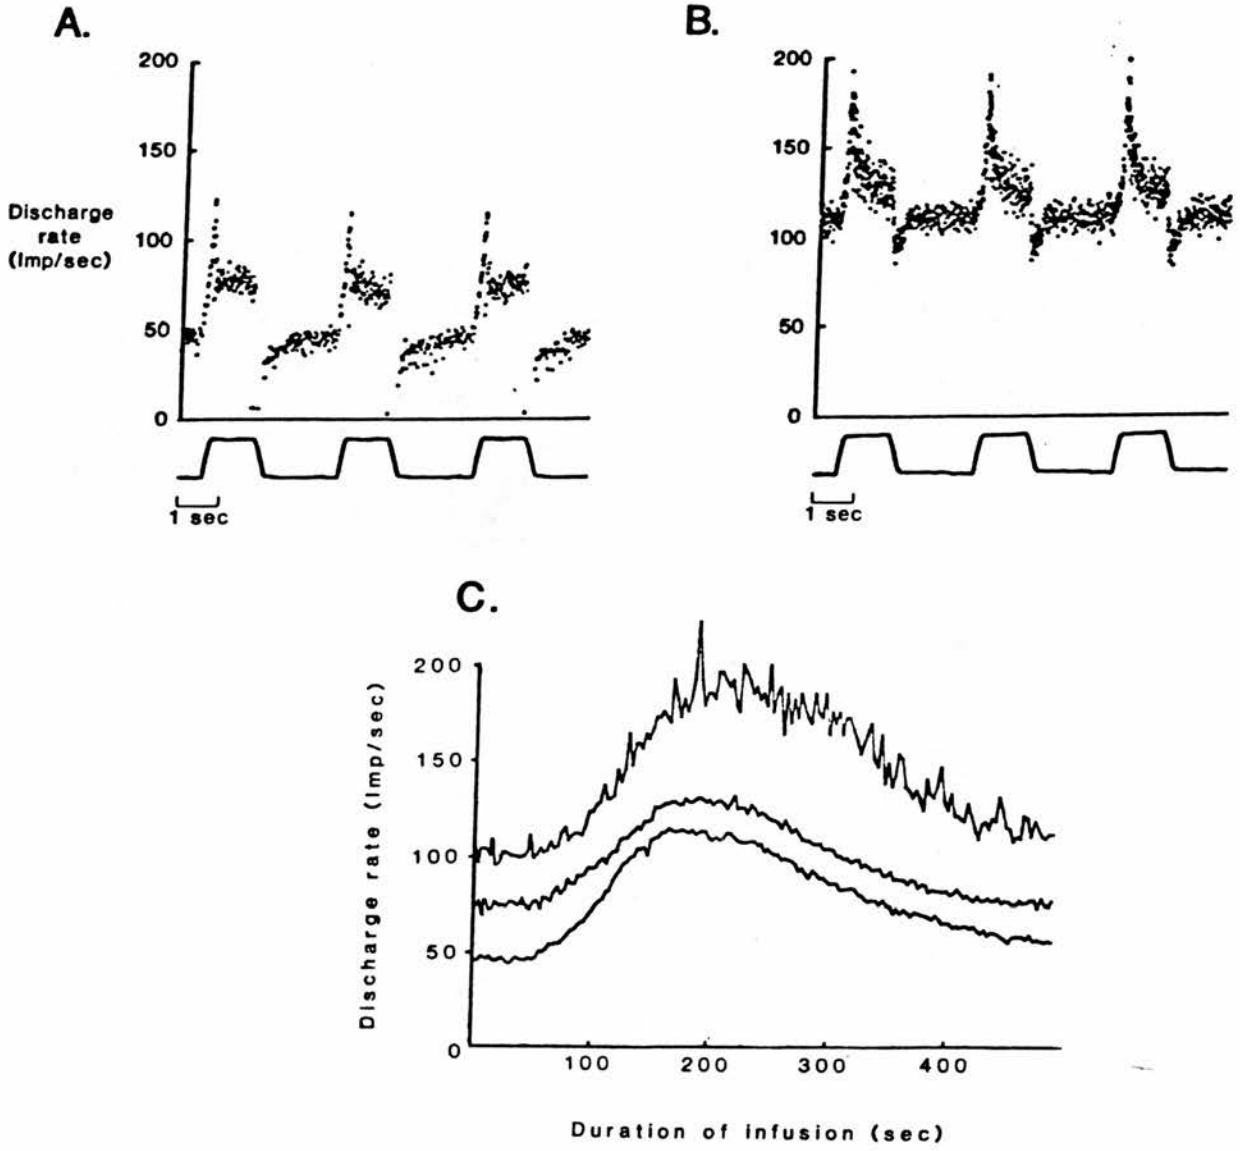 A.
200
150
Discharge
rate
(Imp/sec)
100
50
0
1 sec
B.
200
150
100
50
0
1 sec
C.
Discharge rate (Imp/sec)
200
150
100
50
0
100
200
300
400
Duration of infusion (sec)